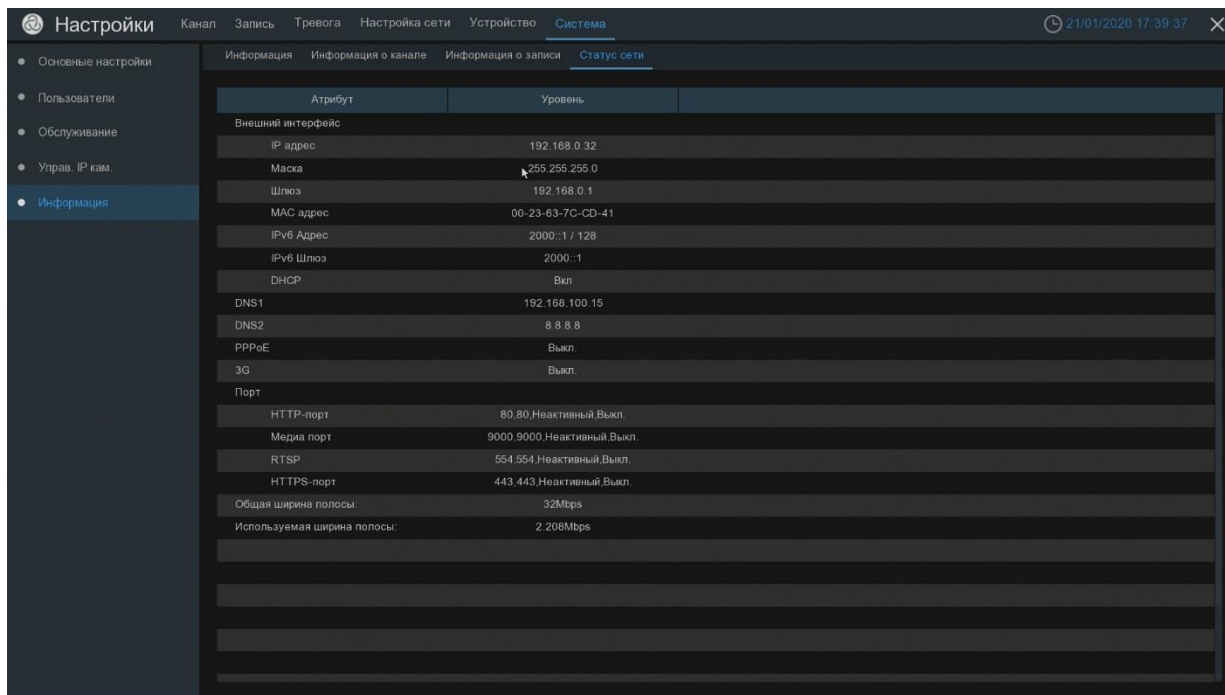 Настройки Канал Запись Тревога Настройка сети Устройство Система 21/01/2020 17:39:37
Информация Информация о канале Информация о записи Статус сети
Основные настройки
Пользователи
Обслуживание
Управ. IP кам.
Информация
Атрибут Уровень
Внешний интерфейс
IP адрес 192.168.0.32
Маска 255.255.255.0
Шлюз 192.168.0.1
MAC адрес 00-23-63-7C-CD-41
IPv6 Адрес 2000::1 / 128
IPv6 Шлюз 2000::1
DHCP Вкл
DNS1 192.168.100.15
DNS2 8.8.8.8
PPPoE Выкл.
3G Выкл.
Порт
HTTP-порт 80,80,Неактивный,Выкл.
Медиа порт 9000,9000,Неактивный,Выкл.
RTSP 554,554,Неактивный,Выкл.
HTTPS-порт 443,443,Неактивный,Выкл.
Общая ширина полосы: 32Mbps
Используемая ширина полосы: 2.208Mbps